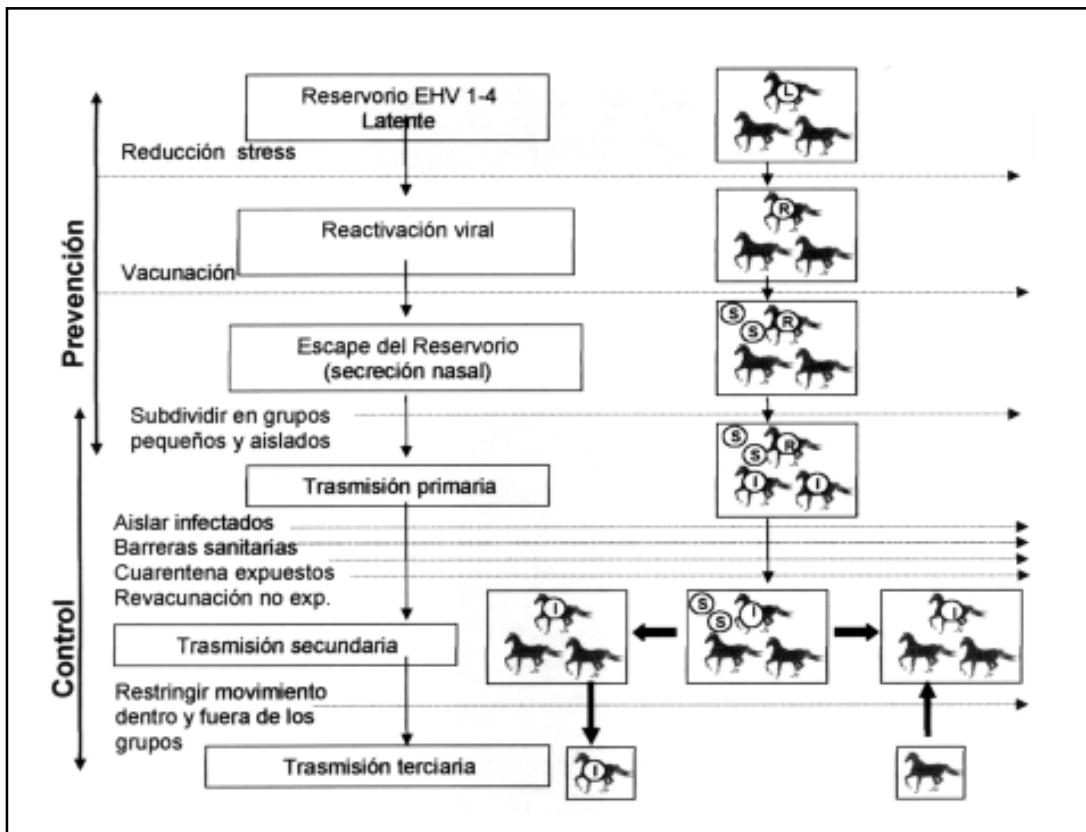 Reservorio EHV 1-4
Latente
L
Reducción stress
Reactivación viral
R
Vacunación
Prevención
Escape del Reservorio
(secreción nasal)
S
S
R
Subdividir en grupos
pequeños y aislados
Trasmisión primaria
S
S
R
I
I
Aislar infectados
Barreras sanitarias
Cuarentena expuestos
Revacunación no exp.
Control
Trasmisión secundaria
I
S
S
I
I
Restringir movimiento
dentro y fuera de los
grupos
Trasmisión terciaria
I